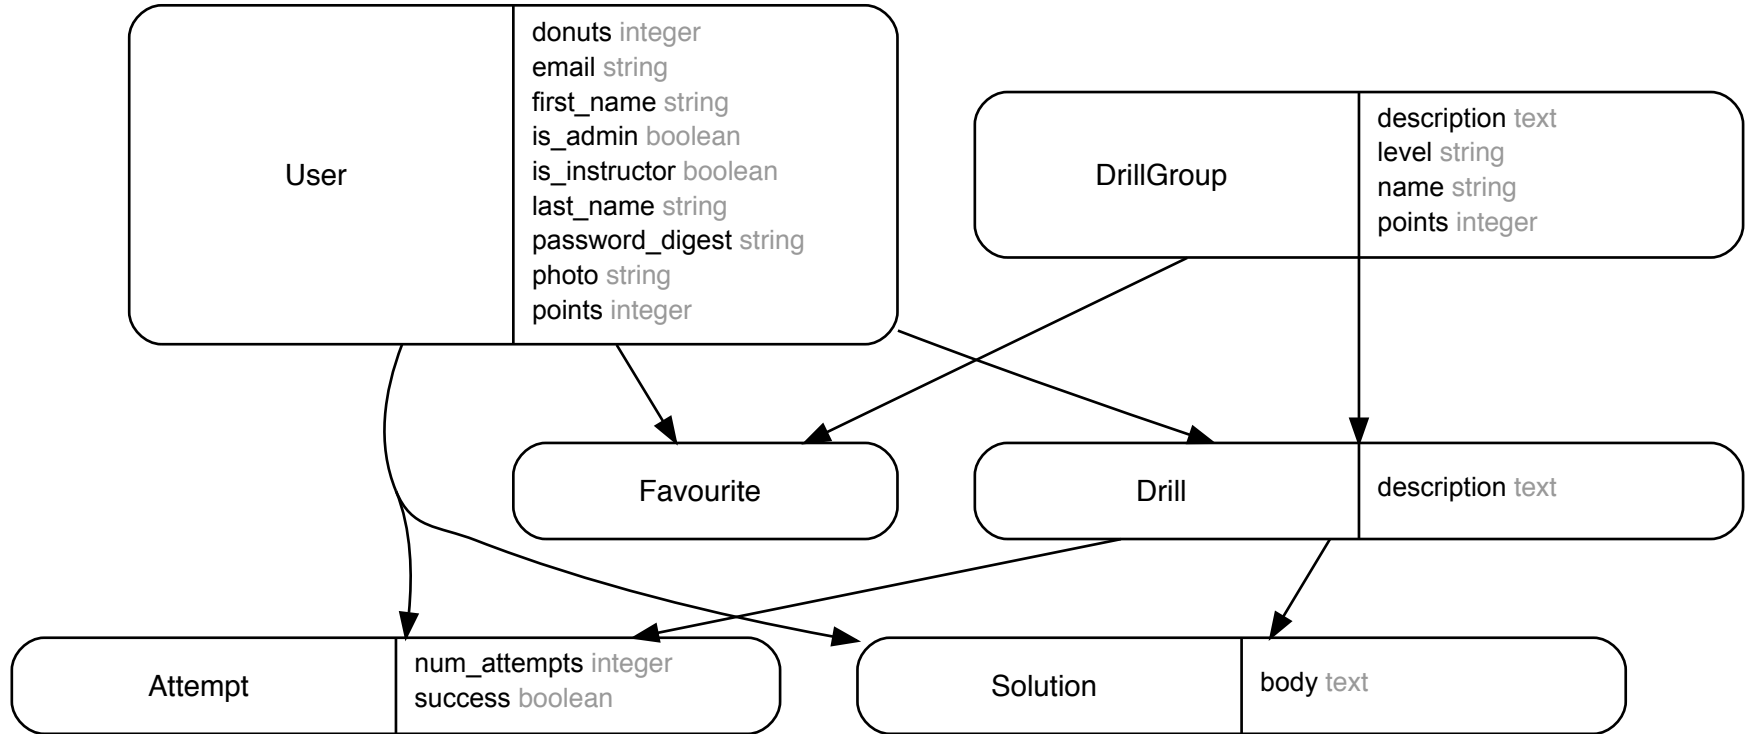 User
donuts integer
email string
first_name string
is_admin boolean
is_instructor boolean
last_name string
password_digest string
photo string
points integer
DrillGroup
description text
level string
name string
points integer
Favourite
Drill
description text
Attempt
num_attempts integer
success boolean
Solution
body text